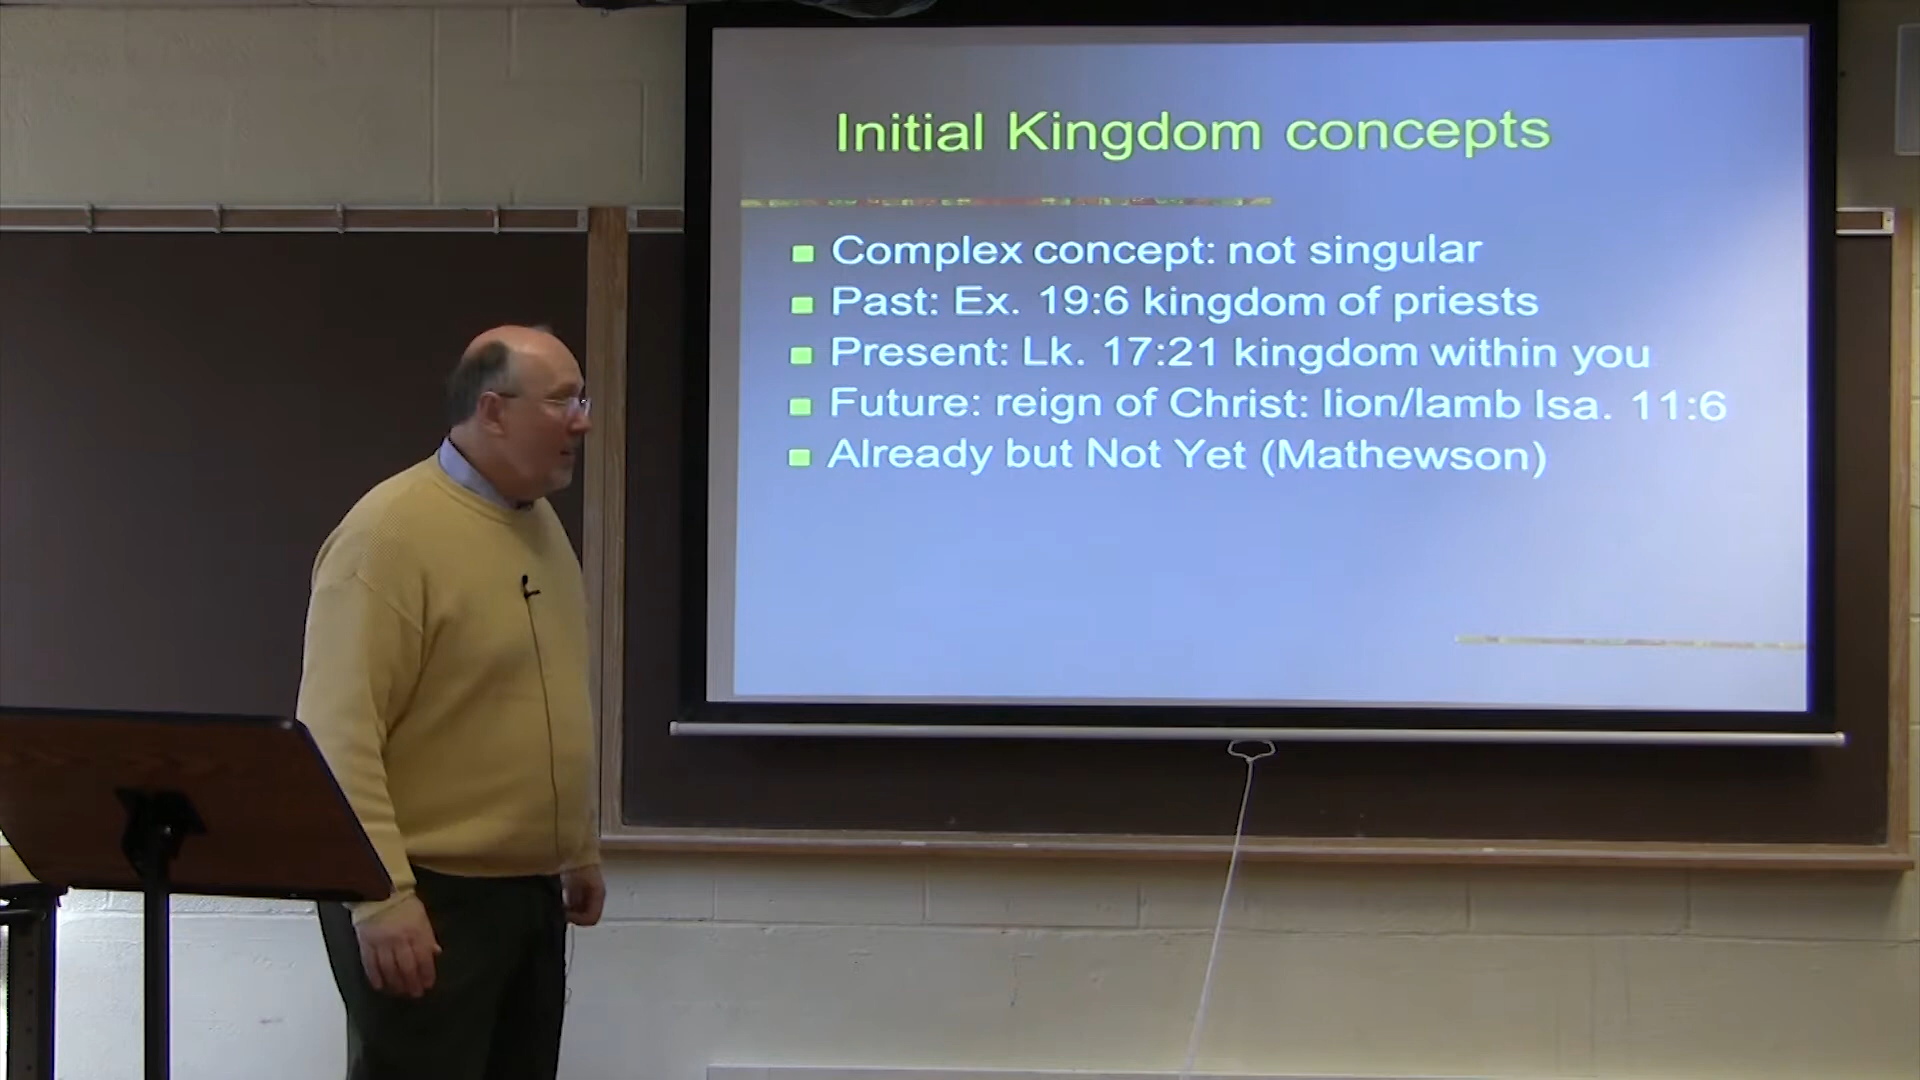 Initial Kingdom concepts
Complex concept: not singular
Past: Ex. 19:6 kingdom of priests
Present: Lk. 17:21 kingdom within you
Future: reign of Christ: lion/lamb Isa. 11:6
Already but Not Yet (Mathewson)